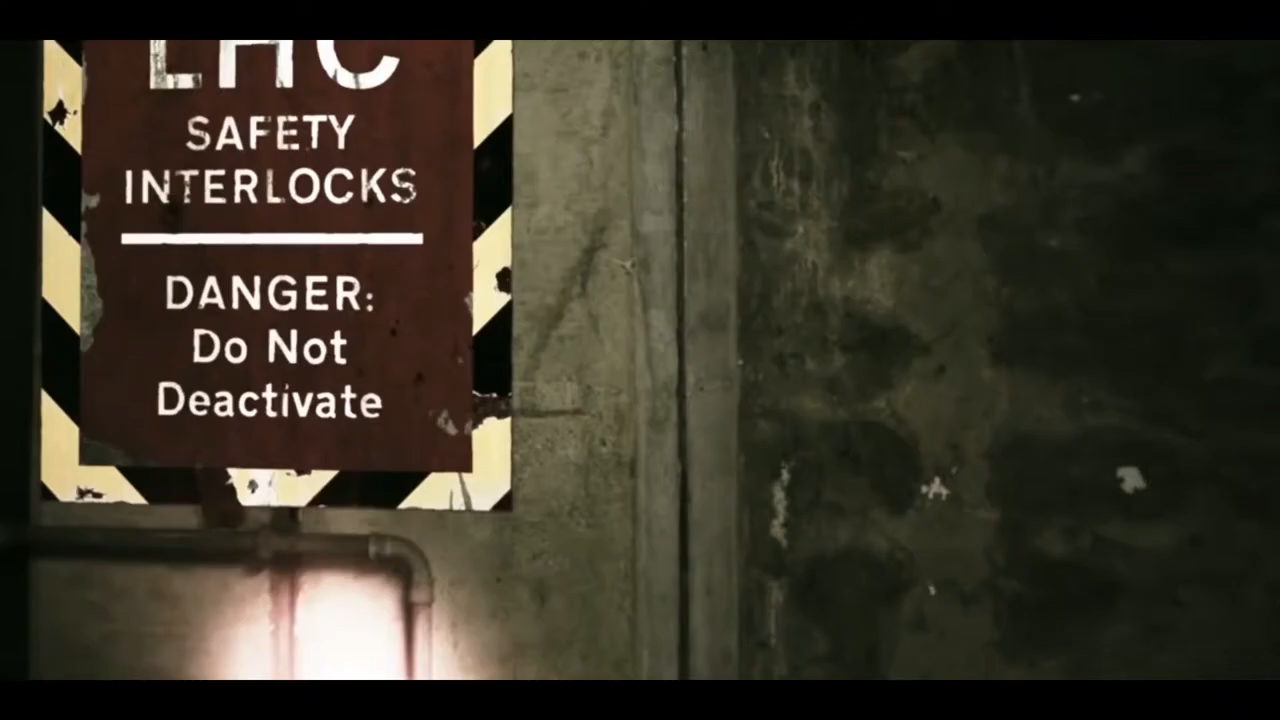 LHC
SAFETY
INTERLOCKS
DANGER:
Do Not
Deactivate